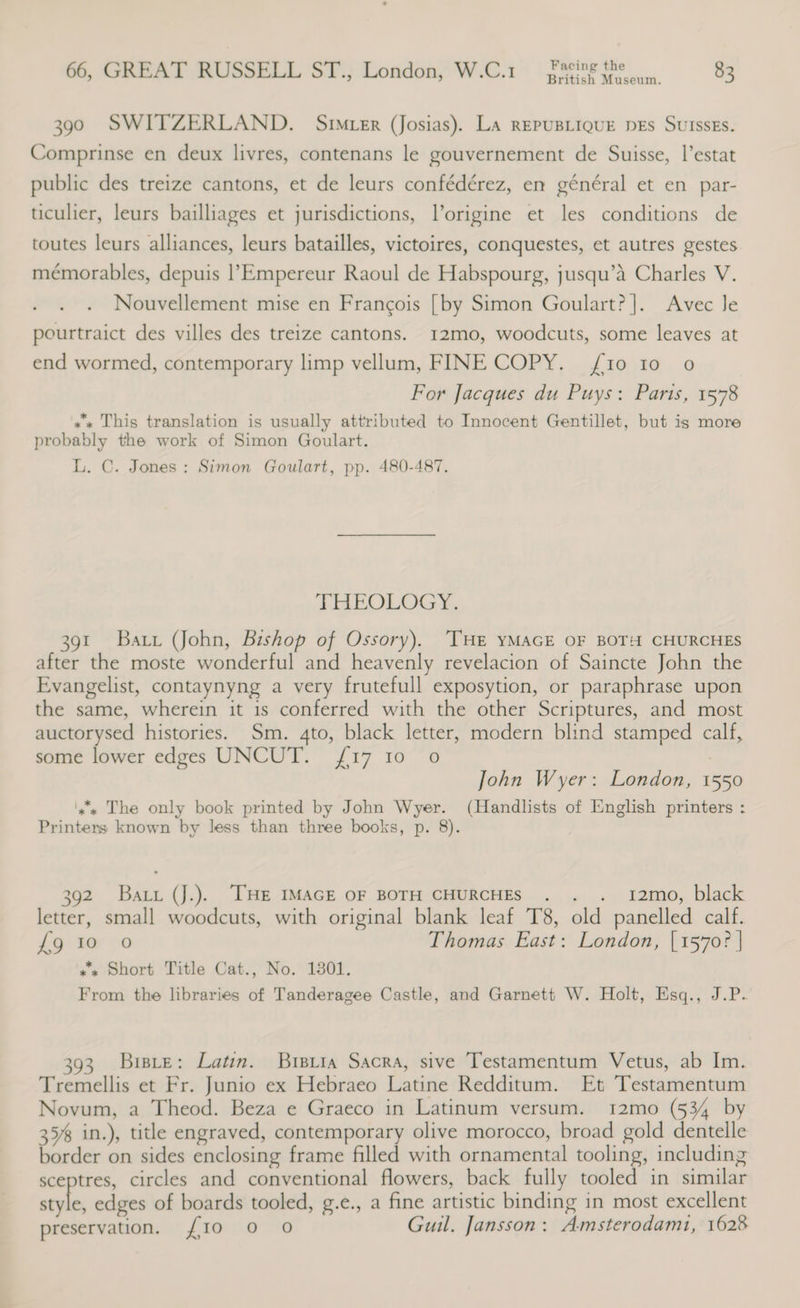 66, GREAT RUSSELL ST., London, W.C.1 Facing the British Museum. 83
390 SWITZERLAND. Simler (Josias). La republique des Suisses.
Comprinse en deux livres, contenans le gouvernement de Suisse, l'estat
public des treize cantons, et de leurs confédérez, en général et en par-
ticulier, leurs bailliages et jurisdictions, l'origine et les conditions de
toutes leurs alliances, leurs batailles, victoires, conquestes, et autres gestes
mémorables, depuis l'Empereur Raoul de Habspourg, jusqu'à Charles V.
. . . Nouvellement mise en François [by Simon Goulart?]. Avec le
pourtraict des villes des treize cantons. 12mo, woodcuts, some leaves at
end wormed, contemporary limp vellum, FINE COPY. £10 10 0
For Jacques du Puys: Paris, 1578
*** This translation is usually attributed to Innocent Gentillet, but is more
probably the work of Simon Goulart.
L. C. Jones: Simon Goulart, pp. 480-487.
THEOLOGY.
391 Ball (John, Bishop of Ossory). The ymage of both churches
after the moste wonderful and heavenly revelacion of Saincte John the
Evangelist, contaynyng a very frutefull exposytion, or paraphrase upon
the same, wherein it is conferred with the other Scriptures, and most
auctorysed histories. Sm. 4to, black letter, modern blind stamped calf,
some lower edges UNCUT. £17 10 0
John Wyer: London, 1550
*** The only book printed by John Wyer. (Handlists of English printers:
Printers known by less than three books, p. 8).
392 Ball (J.). The image of both churches . . . 12mo, black
letter, small woodcuts, with original blank leaf T8, old panelled calf.
£9 10 0 Thomas East: London, [1570?]
*** Short Title Cat., No. 1301.
From the libraries of Tanderagee Castle, and Garnett W. Holt, Esq., J.P.
393 Bible: Latin. Biblia Sacra, sive Testamentum Vetus, ab Im.
Tremellis et Fr. Junio ex Hebraeo Latine Redditum. Et Testamentum
Novum, a Theod. Beza e Graeco in Latinum versum. 12mo (5¾ by
3⅝ in.), title engraved, contemporary olive morocco, broad gold dentelle
border on sides enclosing frame filled with ornamental tooling, including
sceptres, circles and conventional flowers, back fully tooled in similar
style, edges of boards tooled, g.e., a fine artistic binding in most excellent
preservation. £10 0 0 Guil. Jansson: Amsterodami, 1628